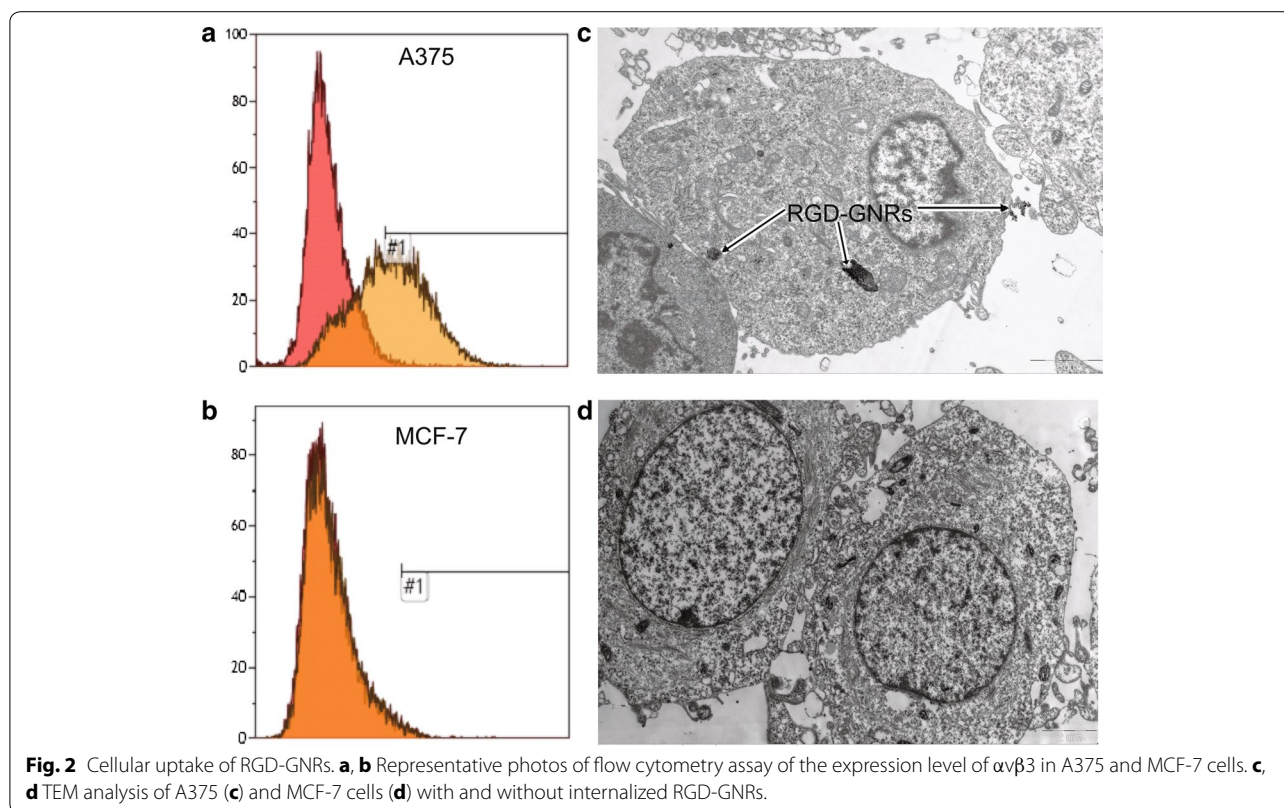 a
A375
100
80
60
40
20
0
#1
c
RGD-GNRs
b
MCF-7
80
60
40
20
0
#1
d
Fig. 2 Cellular uptake of RGD-GNRs. a, b Representative photos of flow cytometry assay of the expression level of αvβ3 in A375 and MCF-7 cells. c,
d TEM analysis of A375 (c) and MCF-7 cells (d) with and without internalized RGD-GNRs.